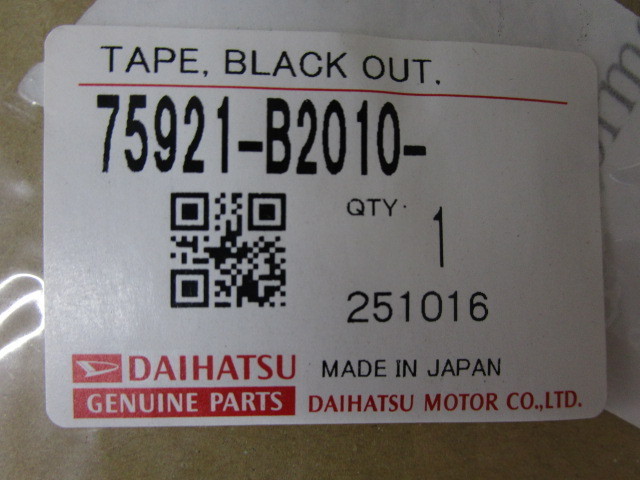 TAPE, BLACK OUT.
75921-B2010-
QTY. 1
251016
DAIHATSU MADE IN JAPAN
GENUINE PARTS DAIHATSU MOTOR CO.,LTD.